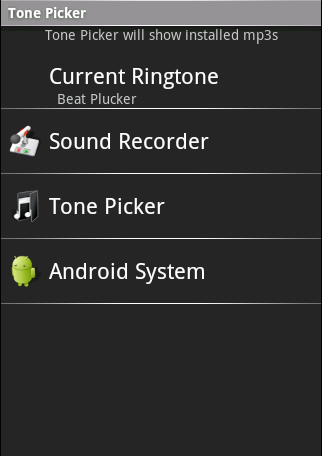 Tone Picker
Tone Picker will show installed mp3s
Current Ringtone
Beat Plucker
Sound Recorder
Tone Picker
Android System